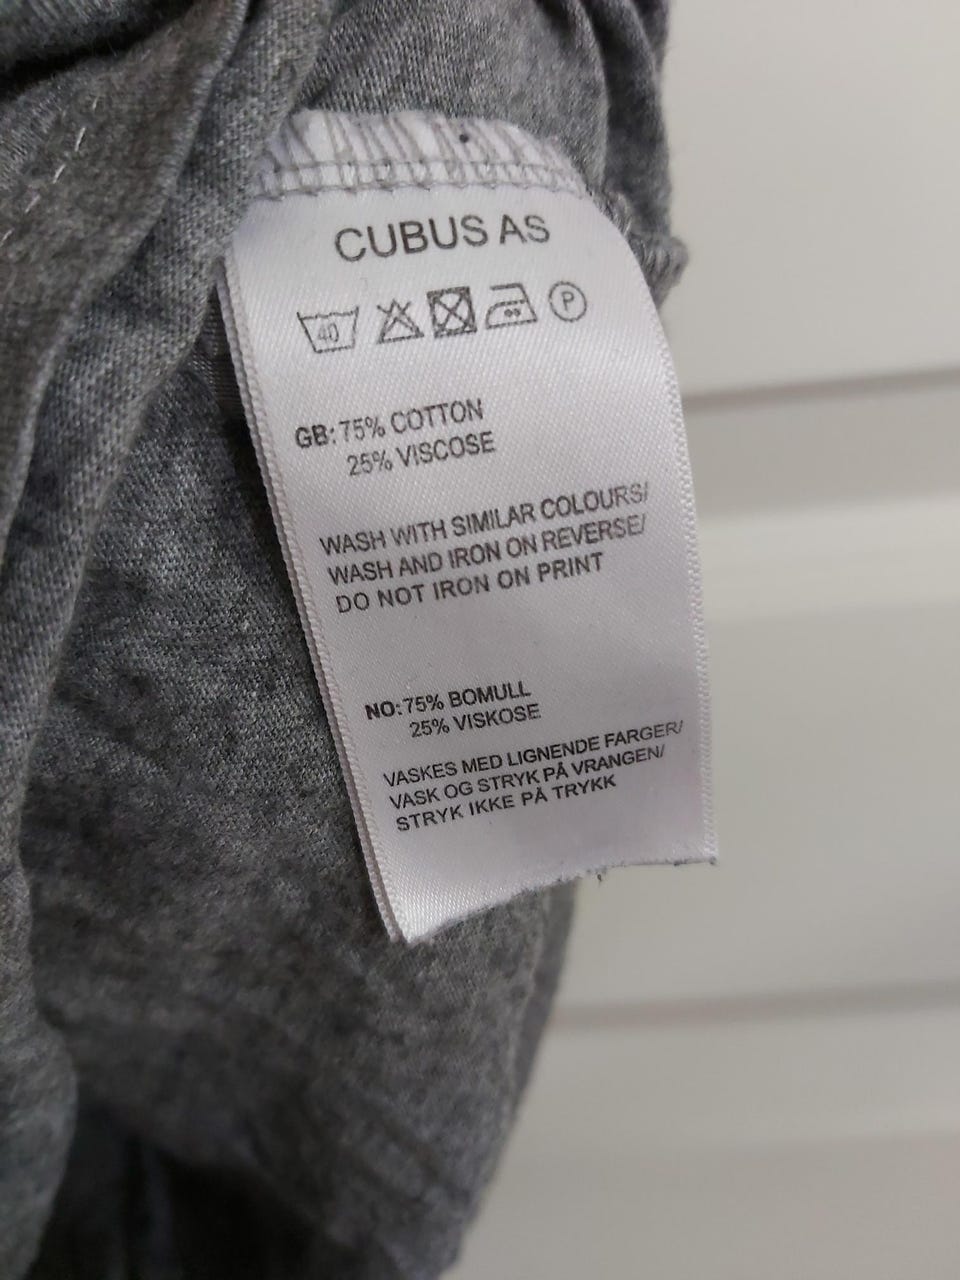 CUBUS AS
40 P
GB: 75% COTTON
25% VISCOSE
WASH WITH SIMILAR COLOURS/
WASH AND IRON ON REVERSE/
DO NOT IRON ON PRINT
NO: 75% BOMULL
25% VISKOSE
VASKES MED LIGNENDE FARGER/
VASK OG STRYK PÅ VRANGEN/
STRYK IKKE PÅ TRYKK